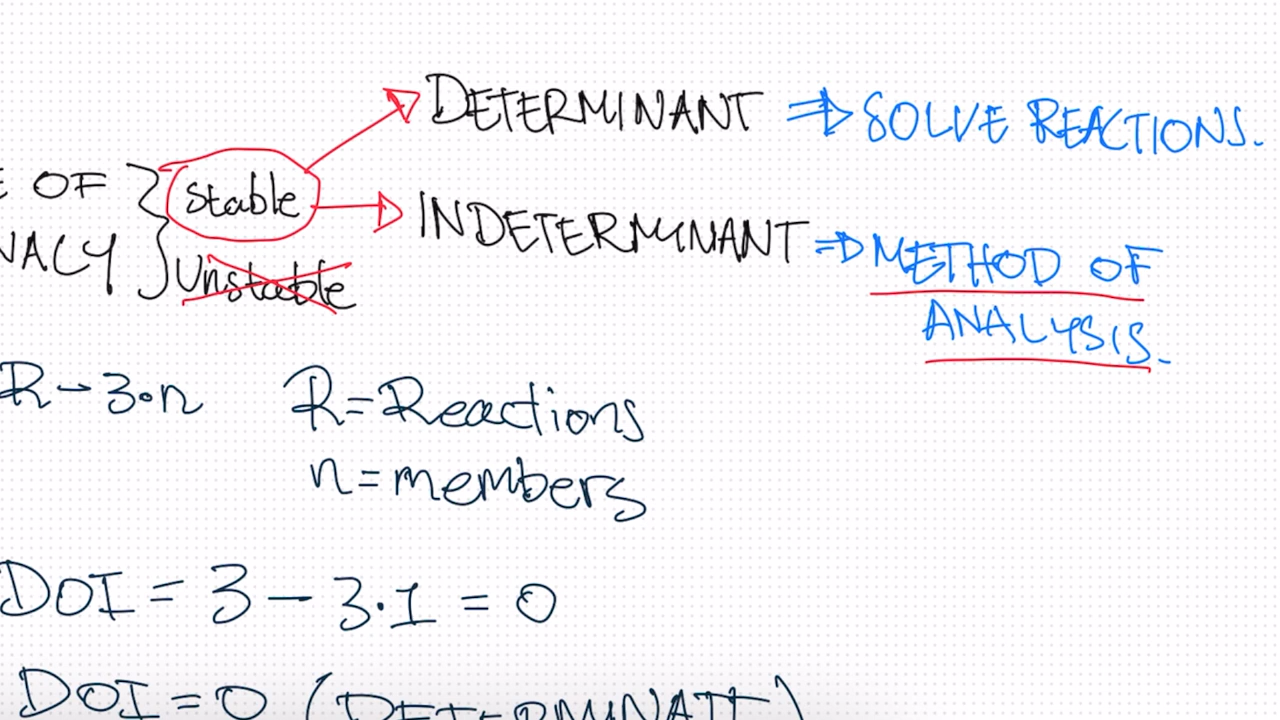 DETERMINANT ⇒ SOLVE REACTIONS.
OF { Stable
INDETERMINANT ⇒ METHOD OF
Unstable
ANALYSIS.
R-3·n R=Reactions
n=members
DOI = 3-3·1 = 0
DOI = 0 (DETERMINATE)